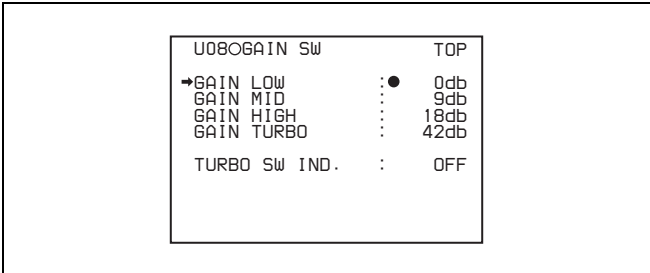 U08○GAIN SW TOP
➡GAIN LOW :● 0db
GAIN MID : 9db
GAIN HIGH : 18db
GAIN TURBO : 42db
TURBO SW IND. : OFF